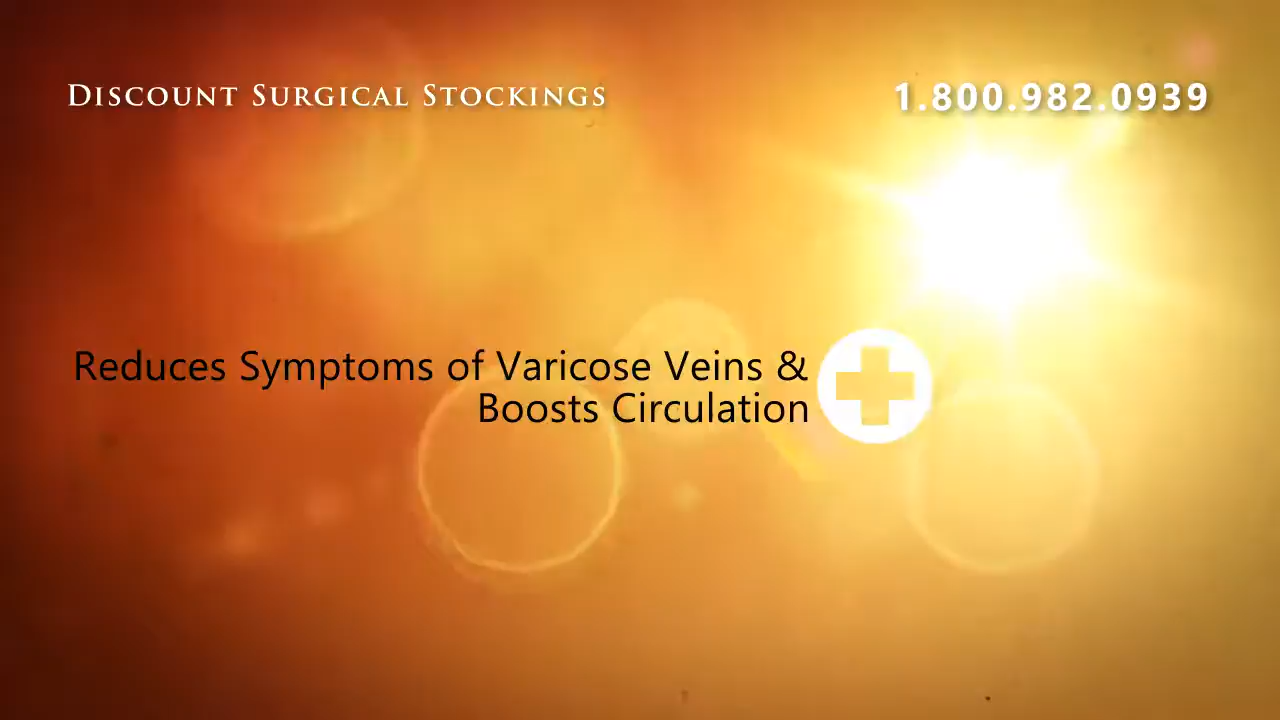 Discount Surgical Stockings
1.800.982.0939
Reduces Symptoms of Varicose Veins &
Boosts Circulation